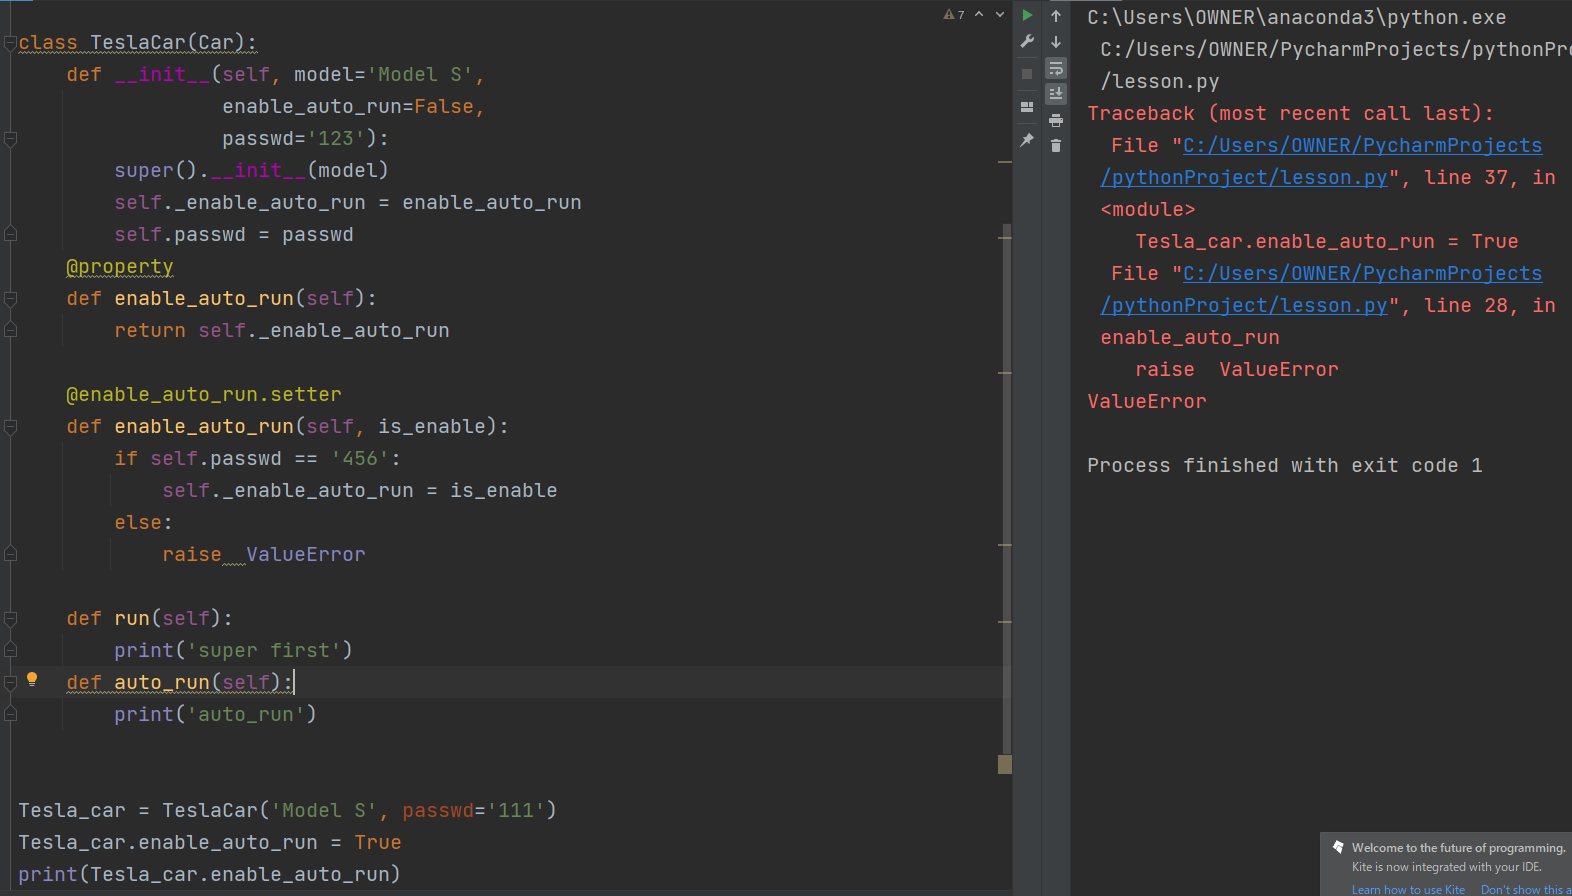 7
class TeslaCar(Car):
    def __init__(self, model='Model S',
                 enable_auto_run=False,
                 passwd='123'):
        super().__init__(model)
        self._enable_auto_run = enable_auto_run
        self.passwd = passwd
    @property
    def enable_auto_run(self):
        return self._enable_auto_run
    @enable_auto_run.setter
    def enable_auto_run(self, is_enable):
        if self.passwd == '456':
            self._enable_auto_run = is_enable
        else:
            raise  ValueError
    def run(self):
        print('super first')
    def auto_run(self):
        print('auto_run')
Tesla_car = TeslaCar('Model S', passwd='111')
Tesla_car.enable_auto_run = True
print(Tesla_car.enable_auto_run)
C:\Users\OWNER\anaconda3\python.exe
 C:/Users/OWNER/PycharmProjects/pythonPr
 /lesson.py
Traceback (most recent call last):
  File "C:/Users/OWNER/PycharmProjects
 /pythonProject/lesson.py", line 37, in
 <module>
    Tesla_car.enable_auto_run = True
  File "C:/Users/OWNER/PycharmProjects
 /pythonProject/lesson.py", line 28, in
 enable_auto_run
    raise  ValueError
ValueError
Process finished with exit code 1
Welcome to the future of programming.
Kite is now integrated with your IDE.
Learn how to use Kite Don't show this a